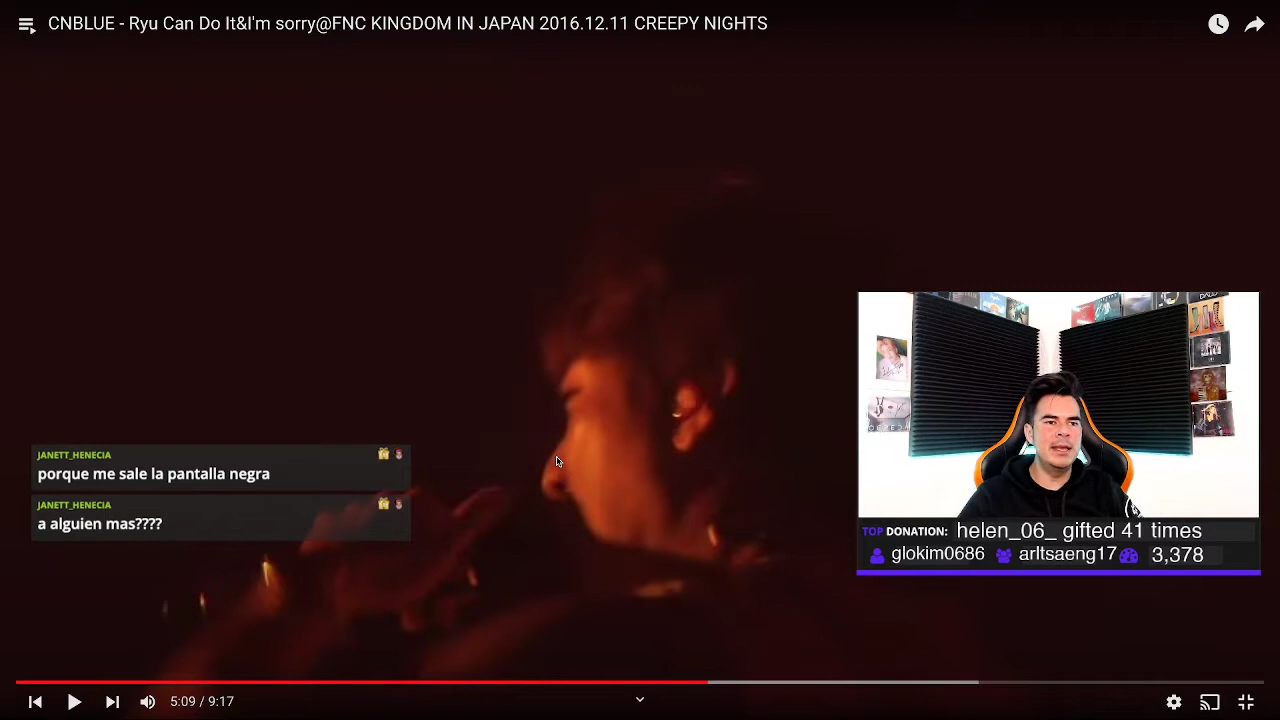 CNBLUE - Ryu Can Do It&I'm sorry@FNC KINGDOM IN JAPAN 2016.12.11 CREEPY NIGHTS
JANETT_HENECIA
porque me sale la pantalla negra
JANETT_HENECIA
a alguien mas????
TOP DONATION: helen_06_ gifted 41 times
glokim0686 arltsaeng17 3,378
5:09 / 9:17